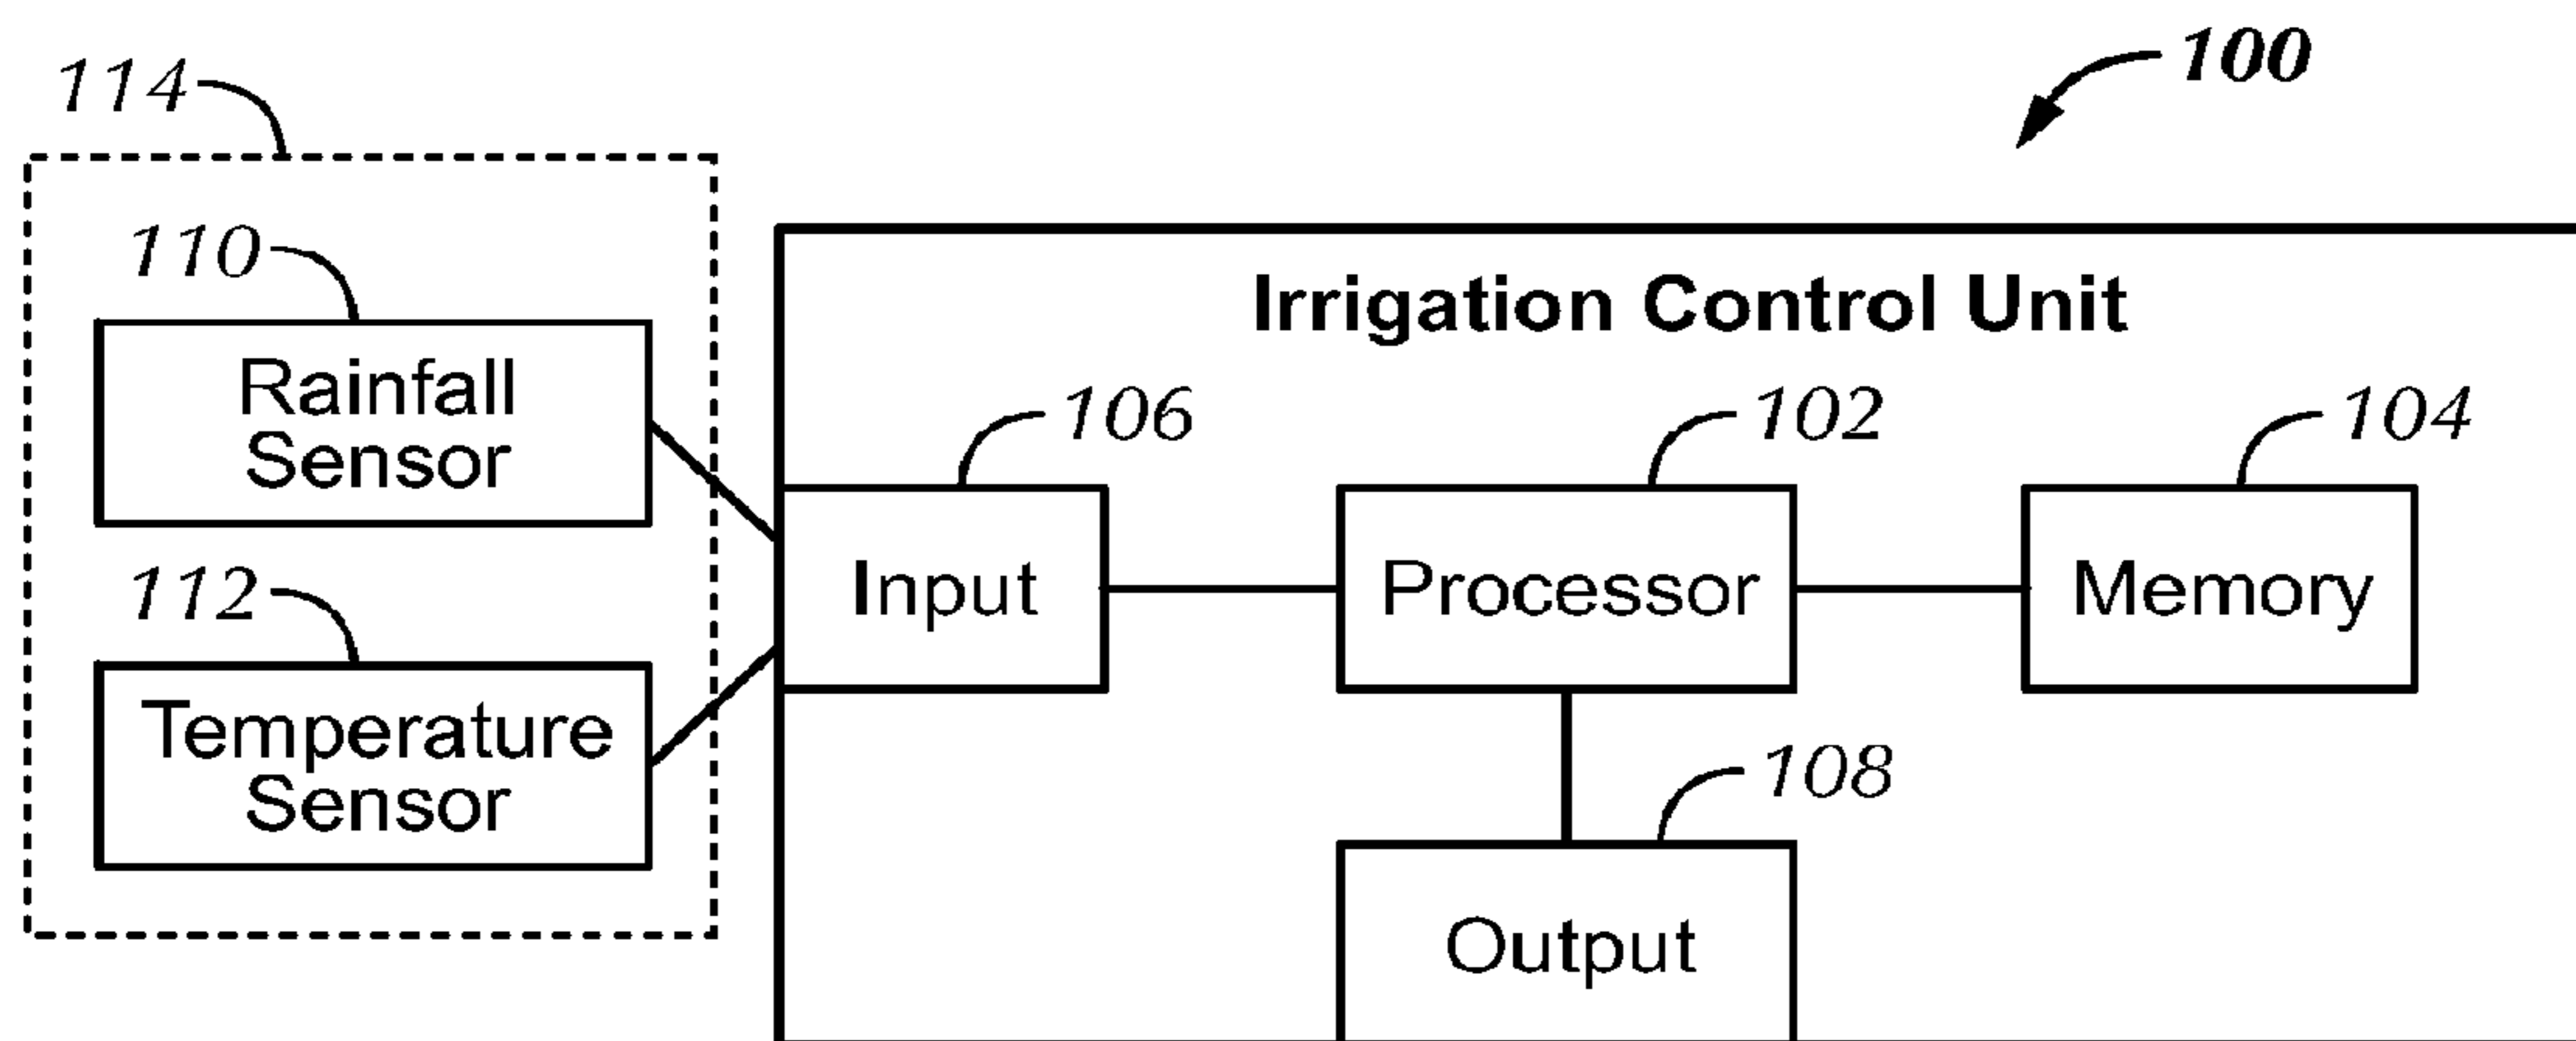 100
114
110
Rainfall
Sensor
112
Temperature
Sensor
Irrigation Control Unit
106
Input
102
Processor
104
Memory
108
Output